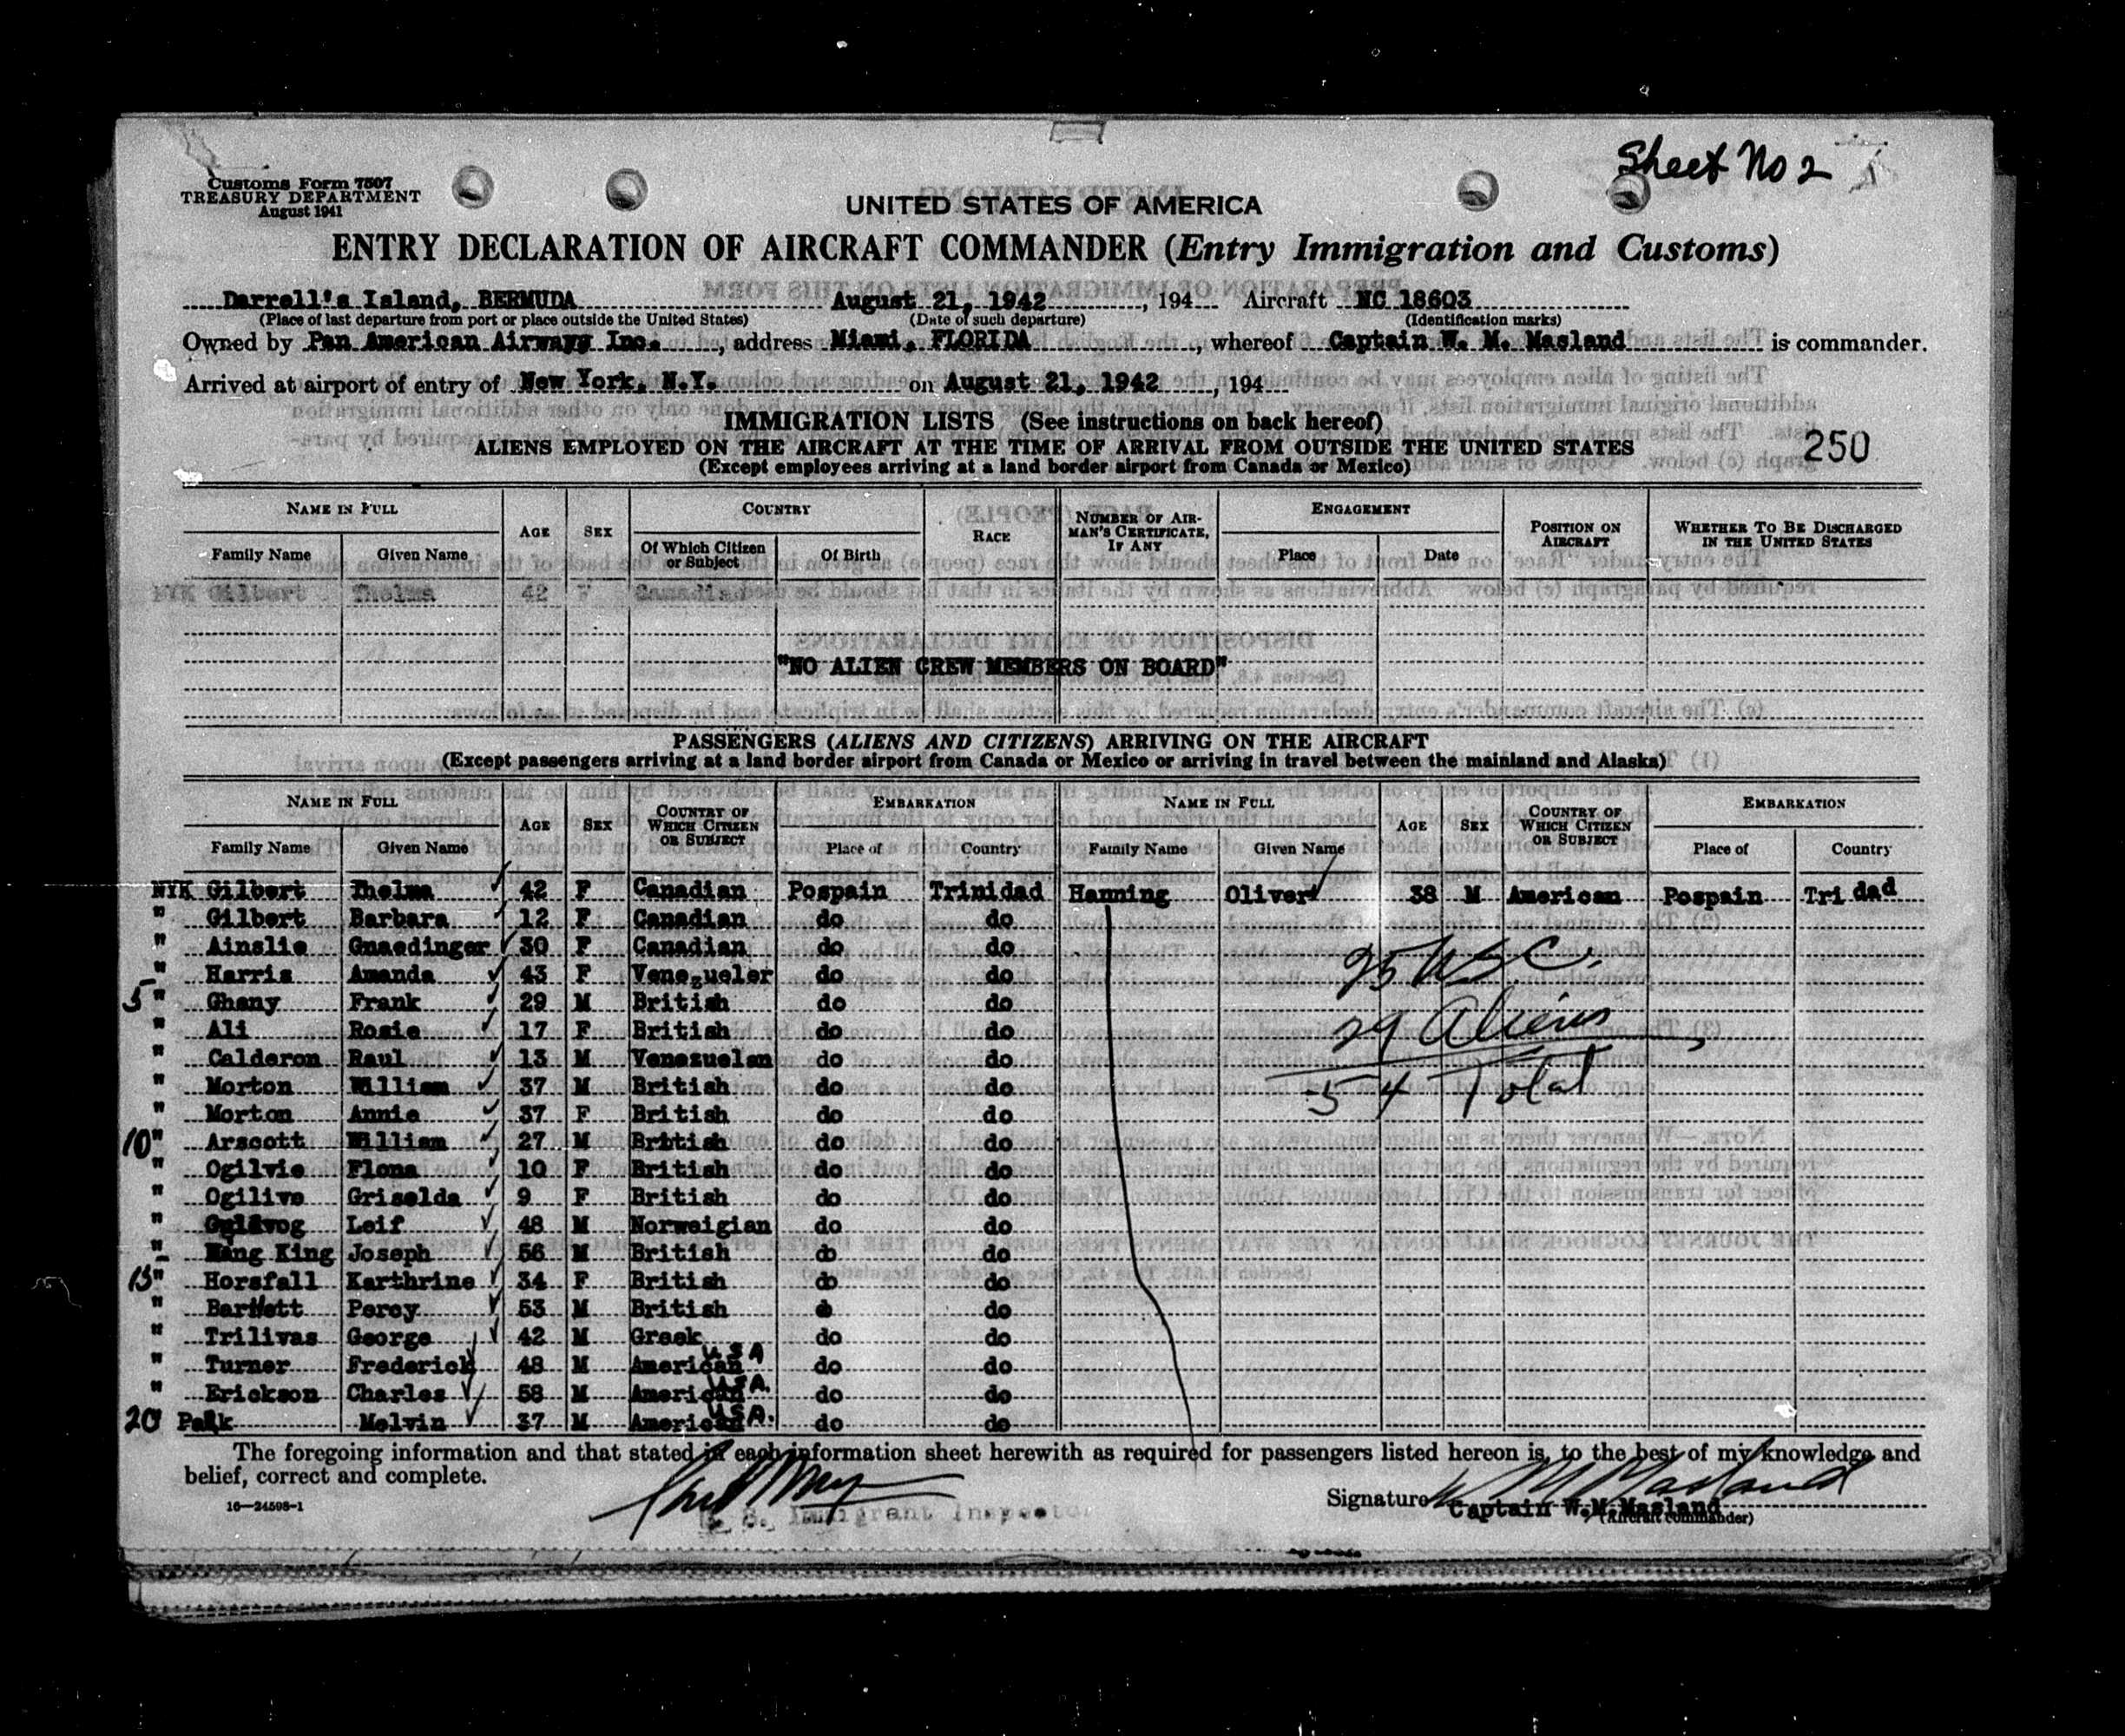 Sheet No 2
Customs Form 7507
TREASURY DEPARTMENT
August 1941
UNITED STATES OF AMERICA
ENTRY DECLARATION OF AIRCRAFT COMMANDER (Entry Immigration and Customs)
Darrell's Island, BERMUDA August 21, 1942, 194 Aircraft NC 18603
(Place of last departure from port or place outside the United States) (Date of such departure) (Identification marks)
Owned by Pan American Airways Inc., address Miami, FLORIDA, whereof Captain W. M. Masland is commander.
Arrived at airport of entry of New York, N.Y. on August 21, 1942, 194
IMMIGRATION LISTS (See instructions on back hereof)
ALIENS EMPLOYED ON THE AIRCRAFT AT THE TIME OF ARRIVAL FROM OUTSIDE THE UNITED STATES
250
(Except employees arriving at a land border airport from Canada or Mexico)
NAME IN FULL AGE SEX COUNTRY RACE NUMBER OF AIRMAN'S CERTIFICATE, IF ANY ENGAGEMENT POSITION ON AIRCRAFT WHETHER TO BE DISCHARGED IN THE UNITED STATES
Family Name Given Name Of Which Citizen or Subject Of Birth Place Date
NYK Gilbert Thelma 42 F Canadian
"NO ALIEN CREW MEMBERS ON BOARD"
PASSENGERS (ALIENS AND CITIZENS) ARRIVING ON THE AIRCRAFT
(Except passengers arriving at a land border airport from Canada or Mexico or arriving in travel between the mainland and Alaska)
NAME IN FULL AGE SEX COUNTRY OF WHICH CITIZEN OR SUBJECT EMBARKATION NAME IN FULL AGE SEX COUNTRY OF WHICH CITIZEN OR SUBJECT EMBARKATION
Family Name Given Name Place of Country Family Name Given Name Place of Country
NYK Gilbert Thelma 42 F Canadian Pospain Trinidad Hanning Oliver 38 M American Pospain Tri dad
" Gilbert Barbara 12 F Canadian do do
" Ainslie Gnaedinger 30 F Canadian do do
" Harris Amanda 43 F Venezueler do do
25 USC.
5 " Ghany Frank 29 M British do do
" Ali Rosie 17 F British do do
29 Aliens
" Calderon Raul 13 M Venezuelan do do
" Morton William 37 M British do do
54 Total
" Morton Annie 37 F British do do
10 " Arscott William 27 M British do do
" Ogilvie Flona 10 F British do do
" Ogilive Griselda 9 F British do do
" Leif 48 M Norweigian do do
" King Joseph 56 M British do do
15 " Horsfall Karthrine 34 F British do do
" Bartlett Percy 53 M British do
" Trilivas George 42 M Greek do do
" Turner Frederick 48 M American USA do do
" Erickson Charles 58 M American USA. do do
20 Melvin 37 M American USA. do do
The foregoing information and that stated in each information sheet herewith as required for passengers listed hereon is, to the best of my knowledge and
belief, correct and complete.
16—24598-1
U. S. Immigrant Inspector
Signature W M Masland
Captain W.M.Masland
(Aircraft commander)